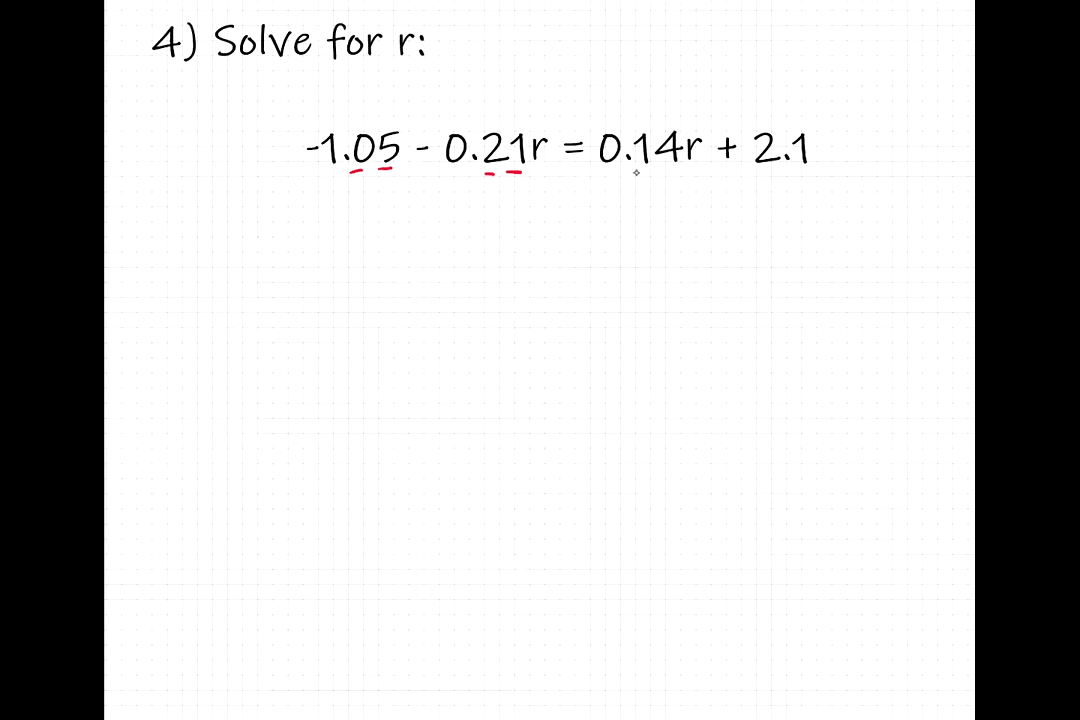 4) Solve for r:
-1.05 - 0.21r = 0.14r + 2.1